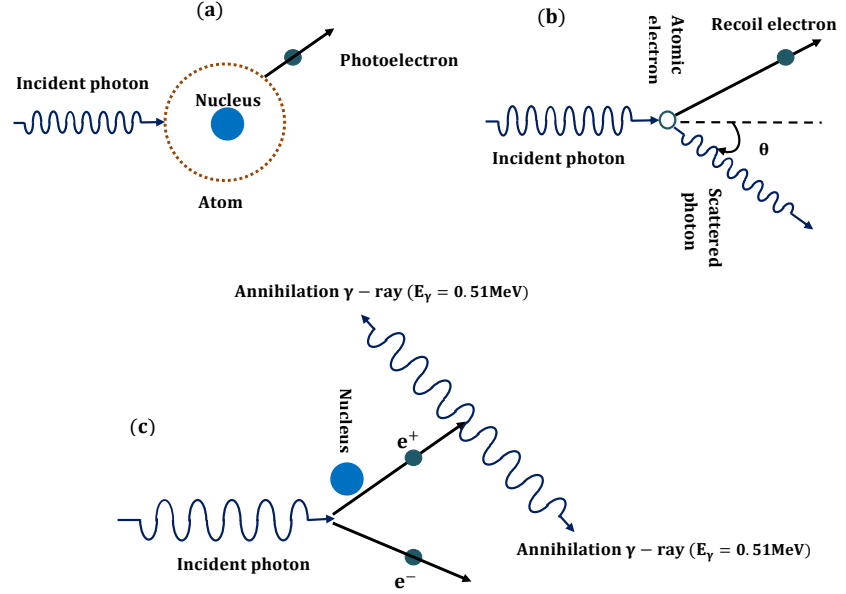 (a)
Incident photon
Nucleus
Photoelectron
Atom
(b)
Atomic
electron
Recoil electron
Incident photon
θ
Scattered
photon
(c)
Annihilation γ − ray (Eγ = 0.51MeV)
Nucleus
e⁺
Incident photon
e⁻
Annihilation γ − ray (Eγ = 0.51MeV)